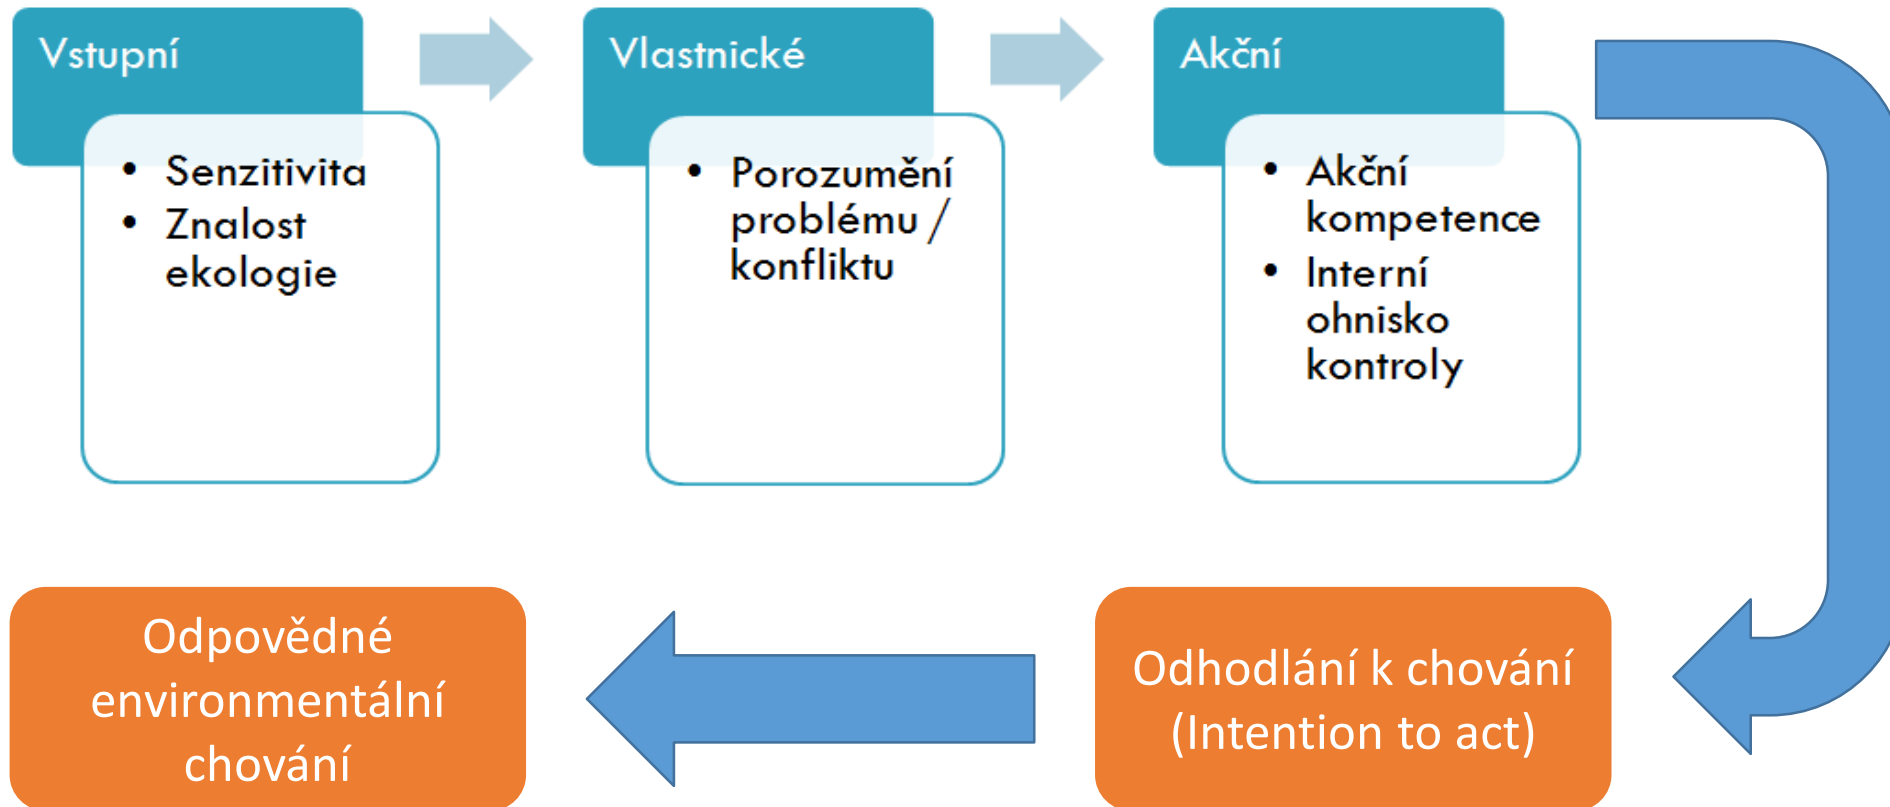 Vstupní
• Senzitivita
• Znalost
ekologie
Vlastnické
• Porozumění
problému /
konfliktu
Akční
• Akční
kompetence
• Interní
ohnisko
kontroly
Odhodlání k chování
(Intention to act)
Odpovědné
environmentální
chování